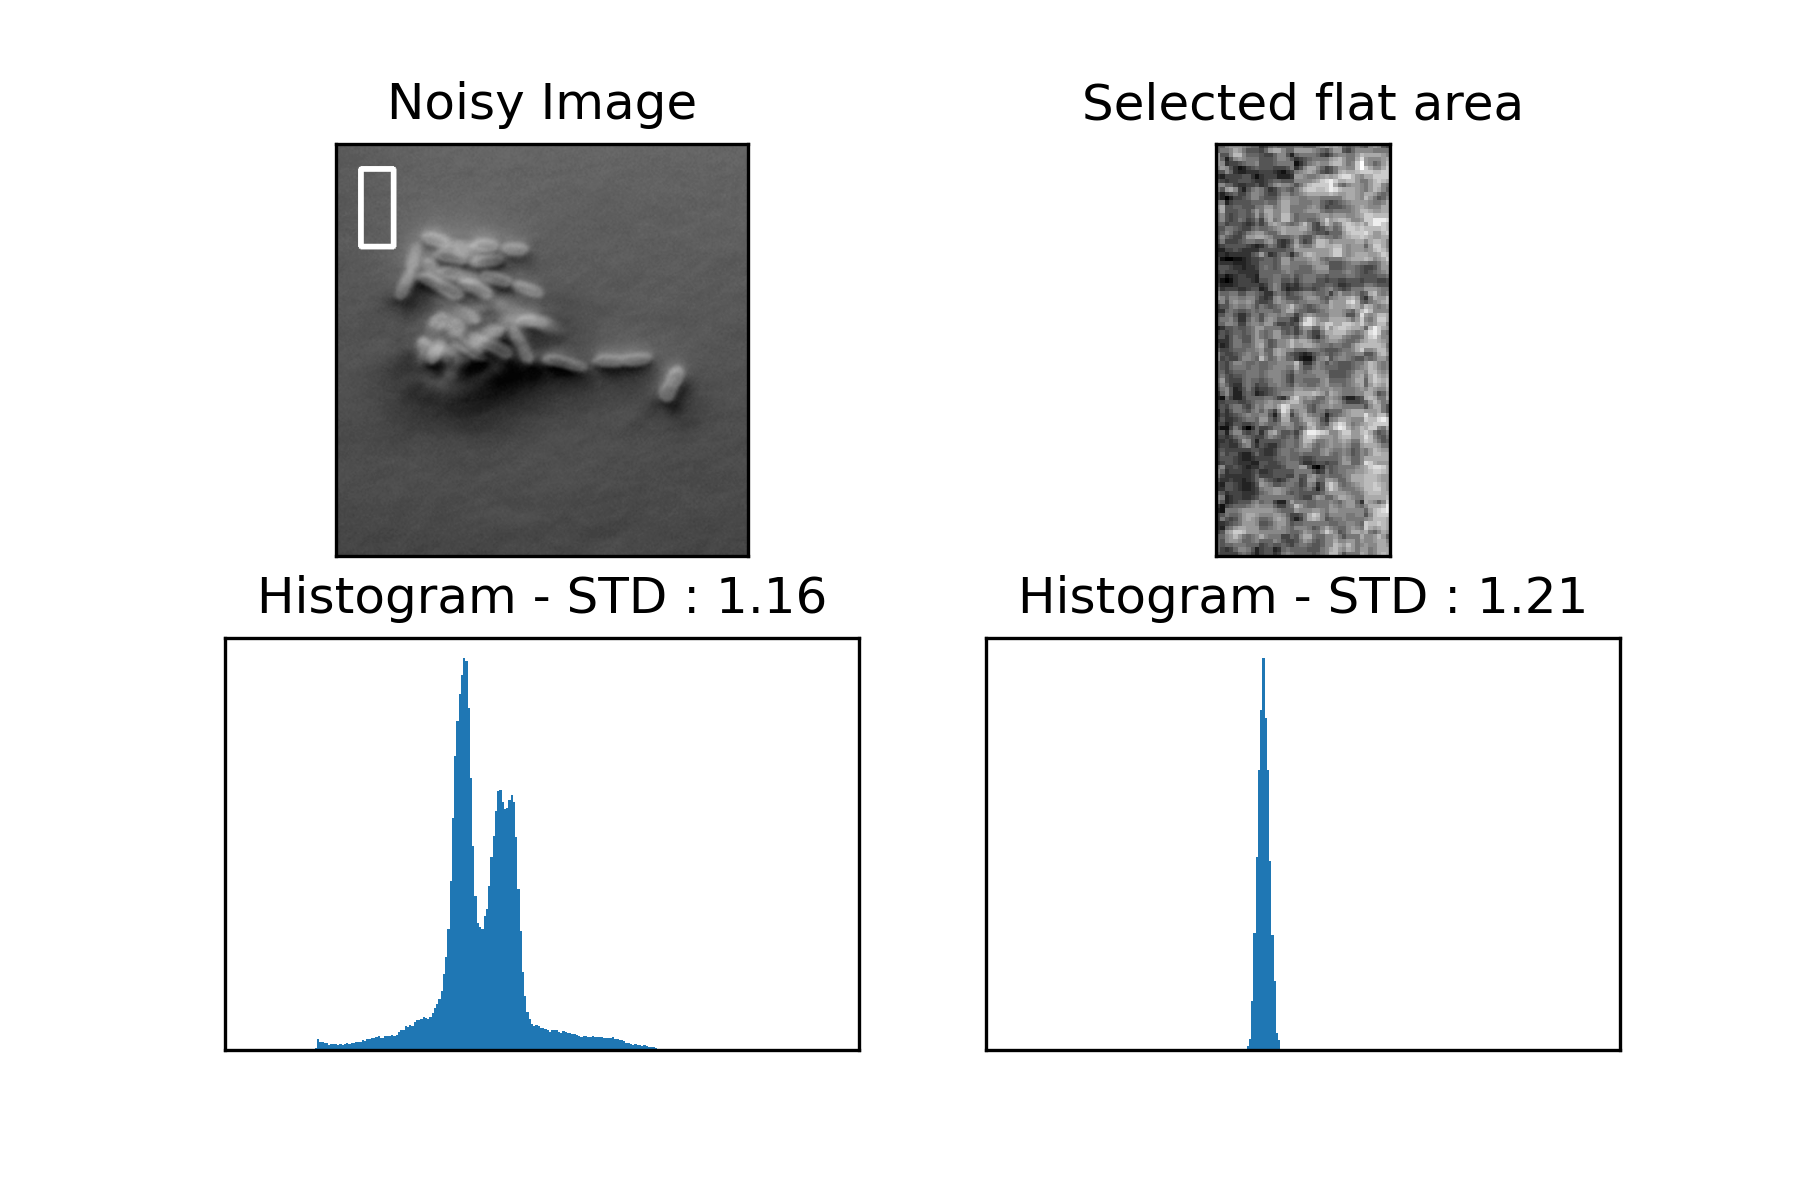 Noisy Image
Selected flat area
Histogram - STD : 1.16
Histogram - STD : 1.21